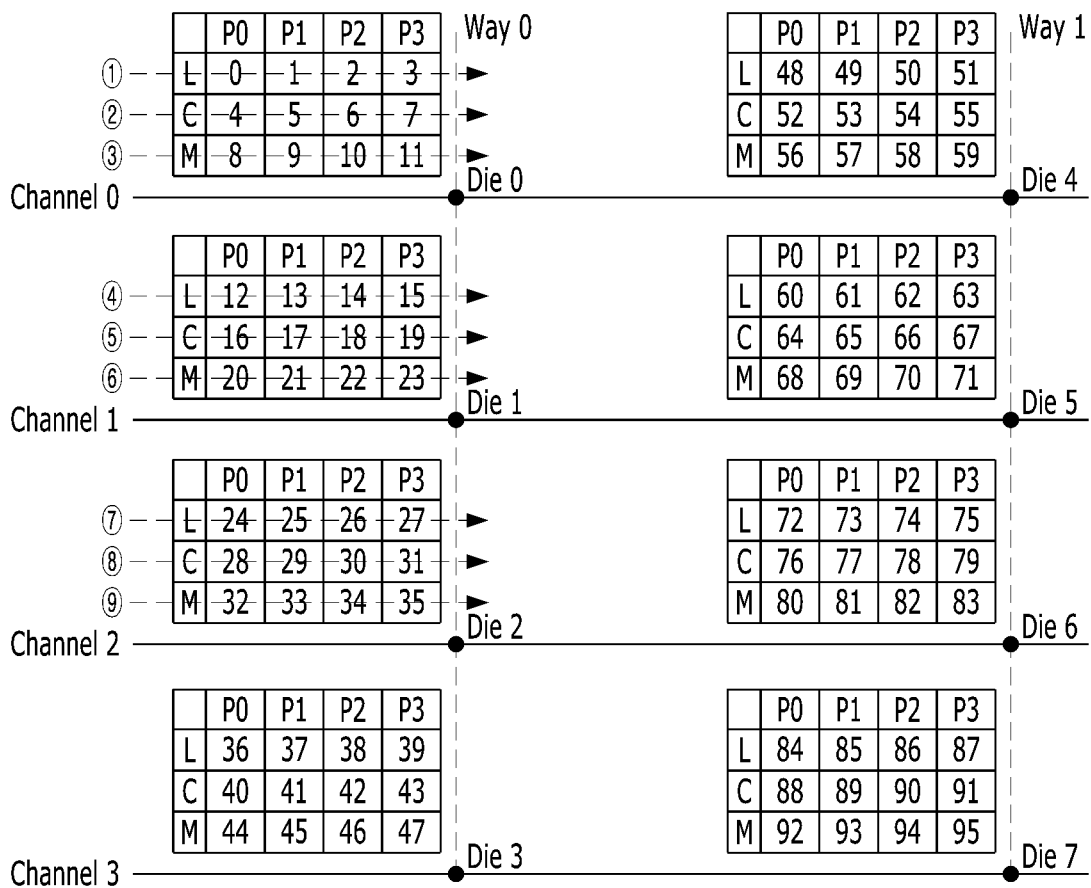 P0 P1 P2 P3 Way 0 P0 P1 P2 P3 Way 1
① L 0 1 2 3 L 48 49 50 51
② C 4 5 6 7 C 52 53 54 55
③ M 8 9 10 11 M 56 57 58 59
Channel 0 Die 0 Die 4
P0 P1 P2 P3 P0 P1 P2 P3
④ L 12 13 14 15 L 60 61 62 63
⑤ C 16 17 18 19 C 64 65 66 67
⑥ M 20 21 22 23 M 68 69 70 71
Channel 1 Die 1 Die 5
P0 P1 P2 P3 P0 P1 P2 P3
⑦ L 24 25 26 27 L 72 73 74 75
⑧ C 28 29 30 31 C 76 77 78 79
⑨ M 32 33 34 35 M 80 81 82 83
Channel 2 Die 2 Die 6
P0 P1 P2 P3 P0 P1 P2 P3
L 36 37 38 39 L 84 85 86 87
C 40 41 42 43 C 88 89 90 91
M 44 45 46 47 M 92 93 94 95
Channel 3 Die 3 Die 7